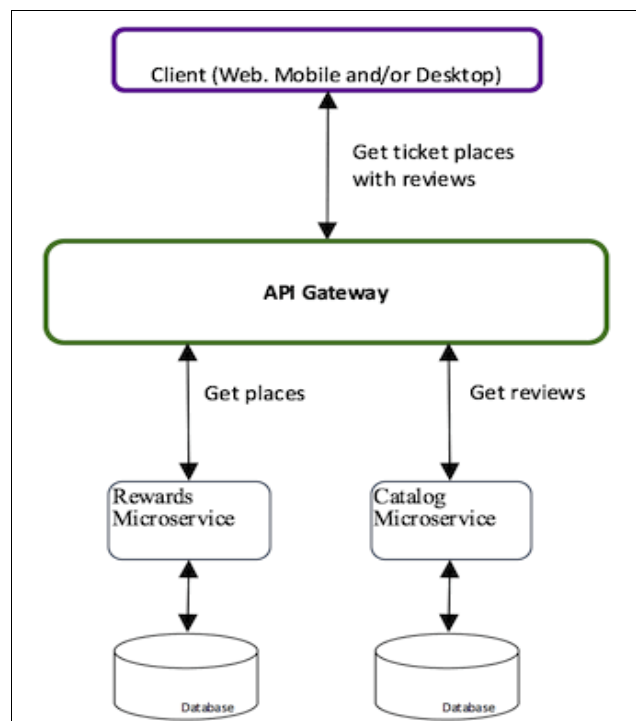 Client (Web. Mobile and/or Desktop)
Get ticket places
with reviews
API Gateway
Get places
Get reviews
Rewards
Microservice
Catalog
Microservice
Database
Database